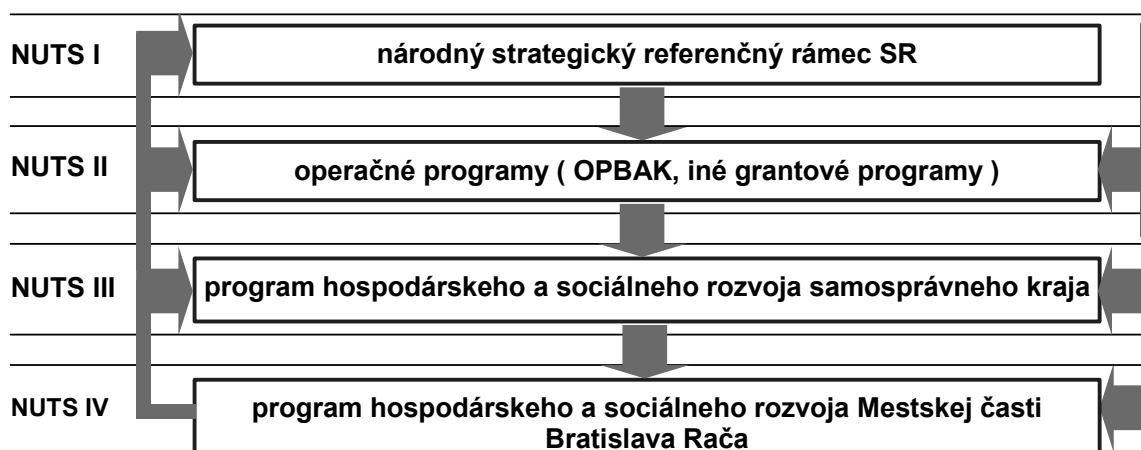 NUTS I
národný strategický referenčný rámec SR
NUTS II
operačné programy ( OPBAK, iné grantové programy )
NUTS III
program hospodárskeho a sociálneho rozvoja samosprávneho kraja
NUTS IV
program hospodárskeho a sociálneho rozvoja Mestskej časti
Bratislava Rača